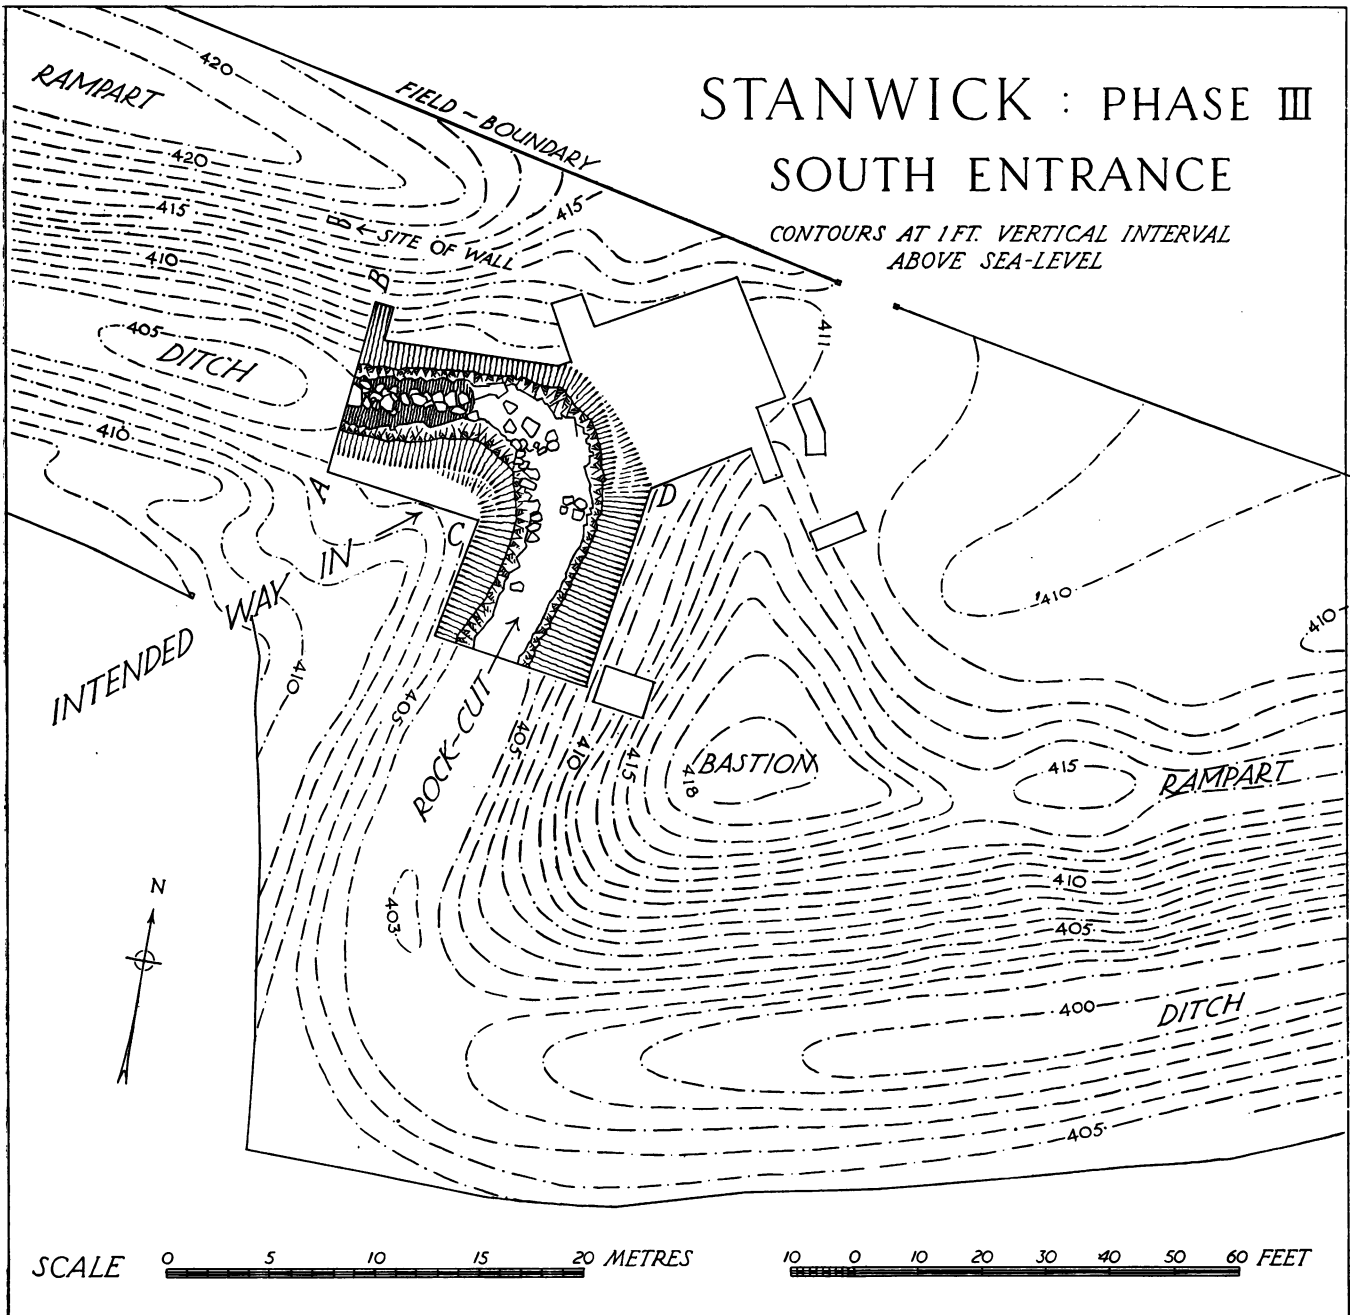 STANWICK : PHASE III
SOUTH ENTRANCE
CONTOURS AT 1 FT. VERTICAL INTERVAL
ABOVE SEA-LEVEL
RAMPART
420
FIELD-BOUNDARY
420
415
415
B ← SITE OF WALL
410
B
405
DITCH
411
410
A
D
C
INTENDED WAY IN
410
410
410
405
ROCK-CUT
405
410
415
418
BASTION
415
RAMPART
410
403
405
N
400
DITCH
405
SCALE
0 5 10 15 20 METRES
10 0 10 20 30 40 50 60 FEET